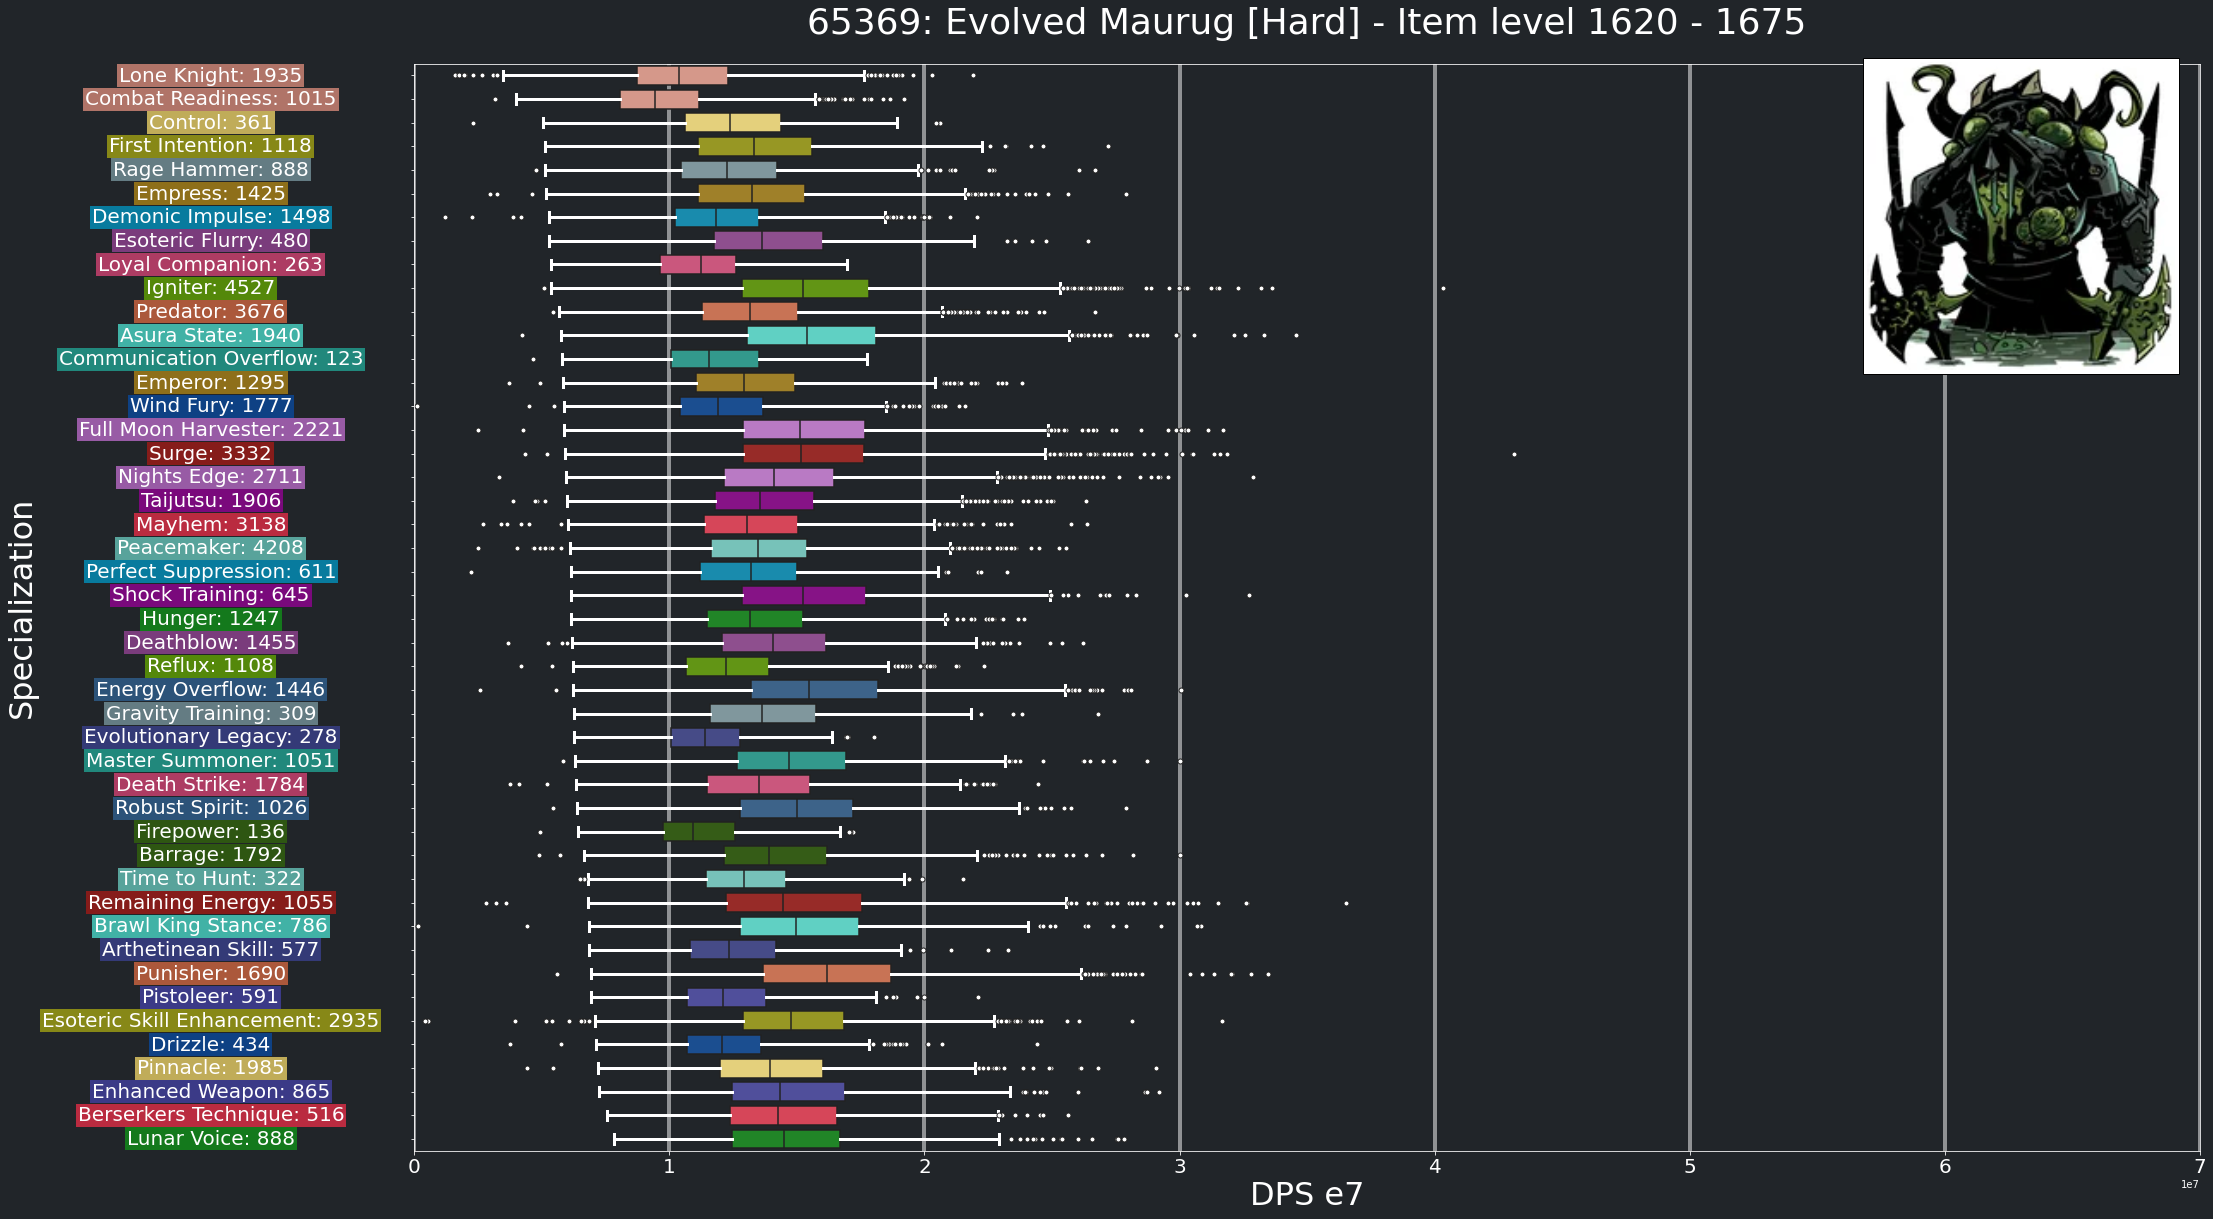 65369: Evolved Maurug [Hard] - Item level 1620 - 1675
Specialization
Lone Knight: 1935
Combat Readiness: 1015
Control: 361
First Intention: 1118
Rage Hammer: 888
Empress: 1425
Demonic Impulse: 1498
Esoteric Flurry: 480
Loyal Companion: 263
Igniter: 4527
Predator: 3676
Asura State: 1940
Communication Overflow: 123
Emperor: 1295
Wind Fury: 1777
Full Moon Harvester: 2221
Surge: 3332
Nights Edge: 2711
Taijutsu: 1906
Mayhem: 3138
Peacemaker: 4208
Perfect Suppression: 611
Shock Training: 645
Hunger: 1247
Deathblow: 1455
Reflux: 1108
Energy Overflow: 1446
Gravity Training: 309
Evolutionary Legacy: 278
Master Summoner: 1051
Death Strike: 1784
Robust Spirit: 1026
Firepower: 136
Barrage: 1792
Time to Hunt: 322
Remaining Energy: 1055
Brawl King Stance: 786
Arthetinean Skill: 577
Punisher: 1690
Pistoleer: 591
Esoteric Skill Enhancement: 2935
Drizzle: 434
Pinnacle: 1985
Enhanced Weapon: 865
Berserkers Technique: 516
Lunar Voice: 888
0 1 2 3 4 5 6 7
1e7
DPS e7